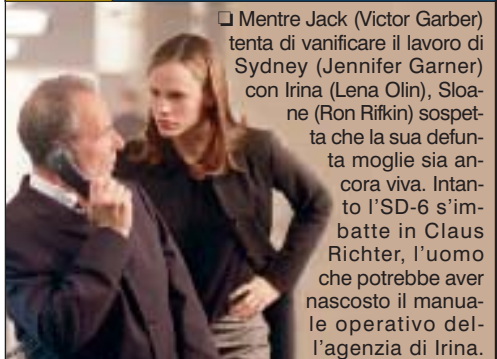 ❏ Mentre Jack (Victor Garber)
tenta di vanificare il lavoro di
Sydney (Jennifer Garner)
con Irina (Lena Olin), Sloa-
ne (Ron Rifkin) sospet-
ta che la sua defun-
ta moglie sia an-
cora viva. Intan-
to l'SD-6 s'im-
batte in Claus
Richter, l'uomo
che potrebbe aver
nascosto il manua-
le operativo del-
l'agenzia di Irina.